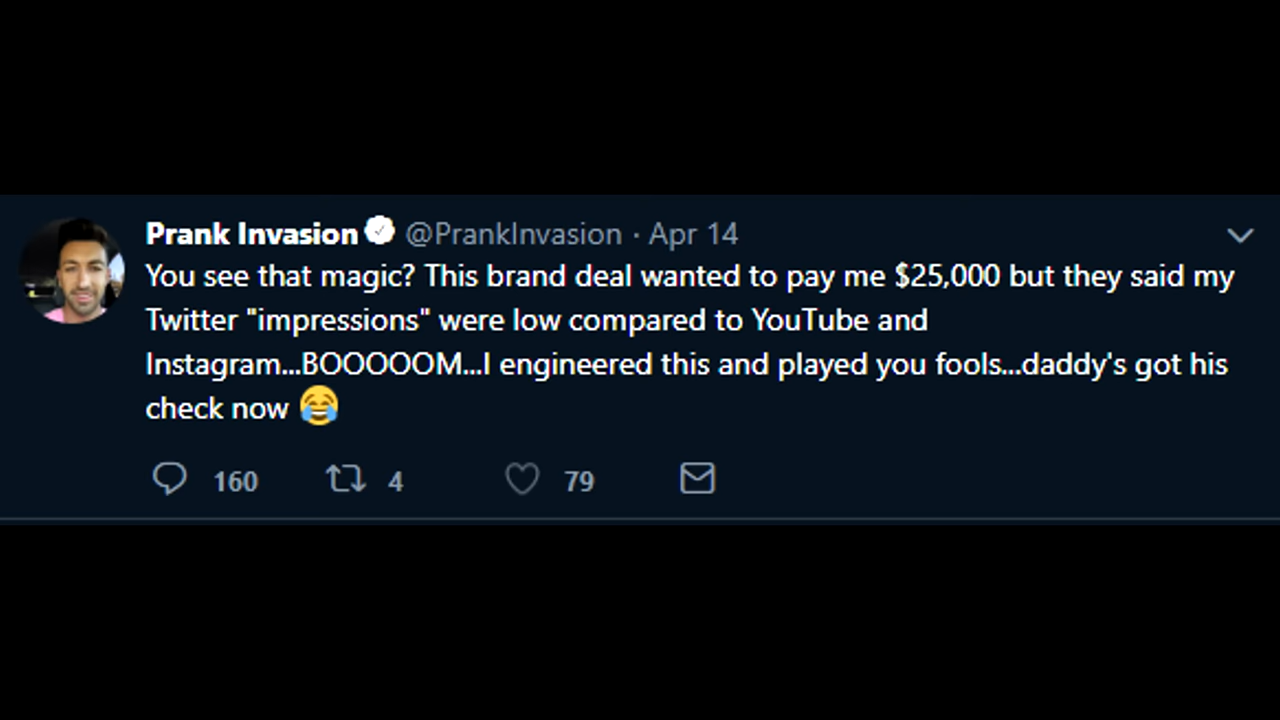 Prank Invasion @PrankInvasion · Apr 14
You see that magic? This brand deal wanted to pay me $25,000 but they said my
Twitter "impressions" were low compared to YouTube and
Instagram...BOOOOOM...I engineered this and played you fools...daddy's got his
check now 😂
160 4 79